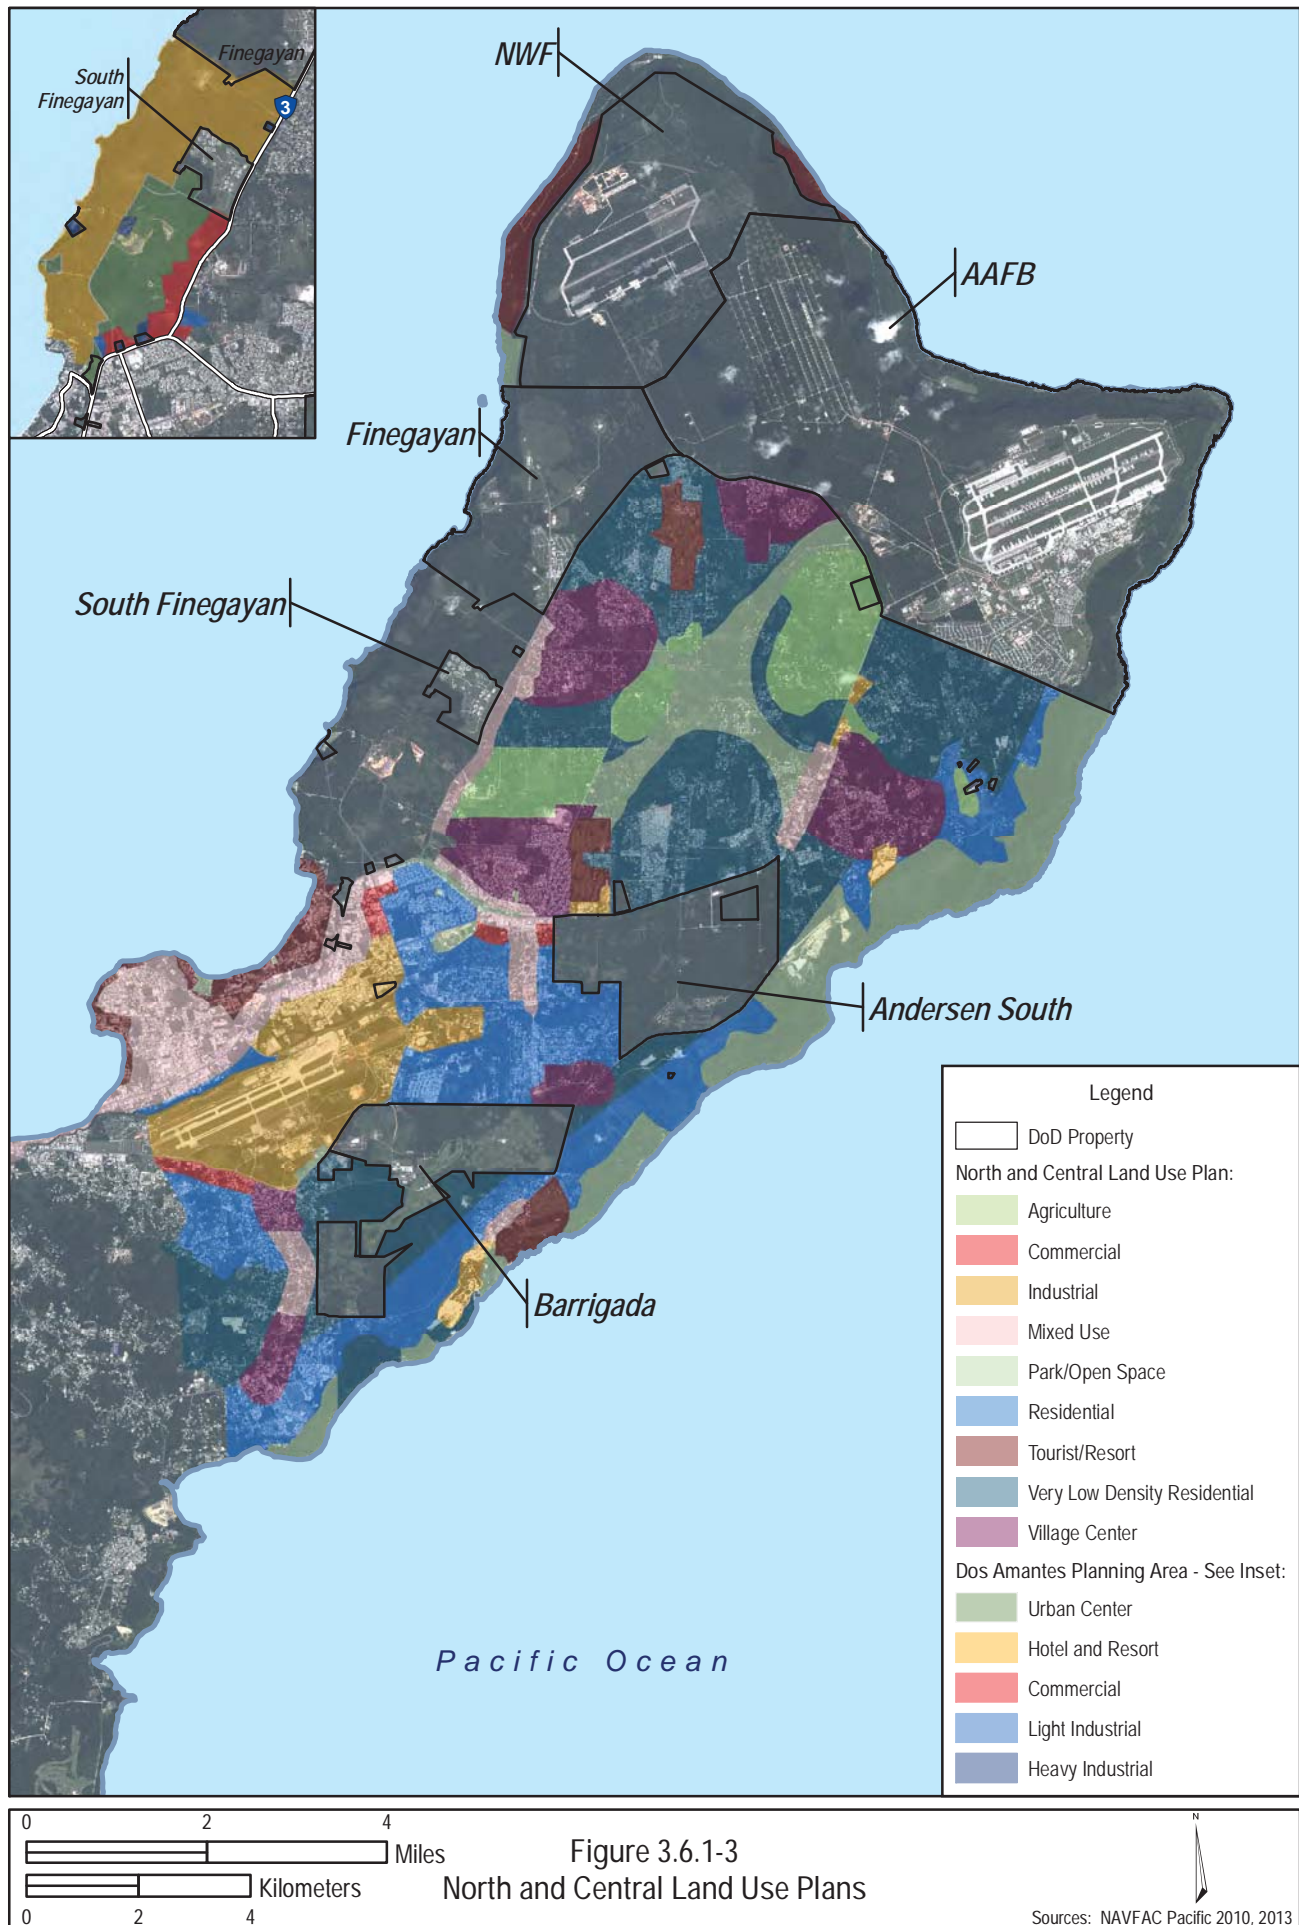 Finegayan
South
Finegayan
3
NWF
AAFB
Finegayan
South Finegayan
Andersen South
Barrigada
Pacific Ocean
Legend
DoD Property
North and Central Land Use Plan:
Agriculture
Commercial
Industrial
Mixed Use
Park/Open Space
Residential
Tourist/Resort
Very Low Density Residential
Village Center
Dos Amantes Planning Area - See Inset:
Urban Center
Hotel and Resort
Commercial
Light Industrial
Heavy Industrial
0 2 4
Miles
Kilometers
0 2 4
Figure 3.6.1-3
North and Central Land Use Plans
N
Sources: NAVFAC Pacific 2010, 2013